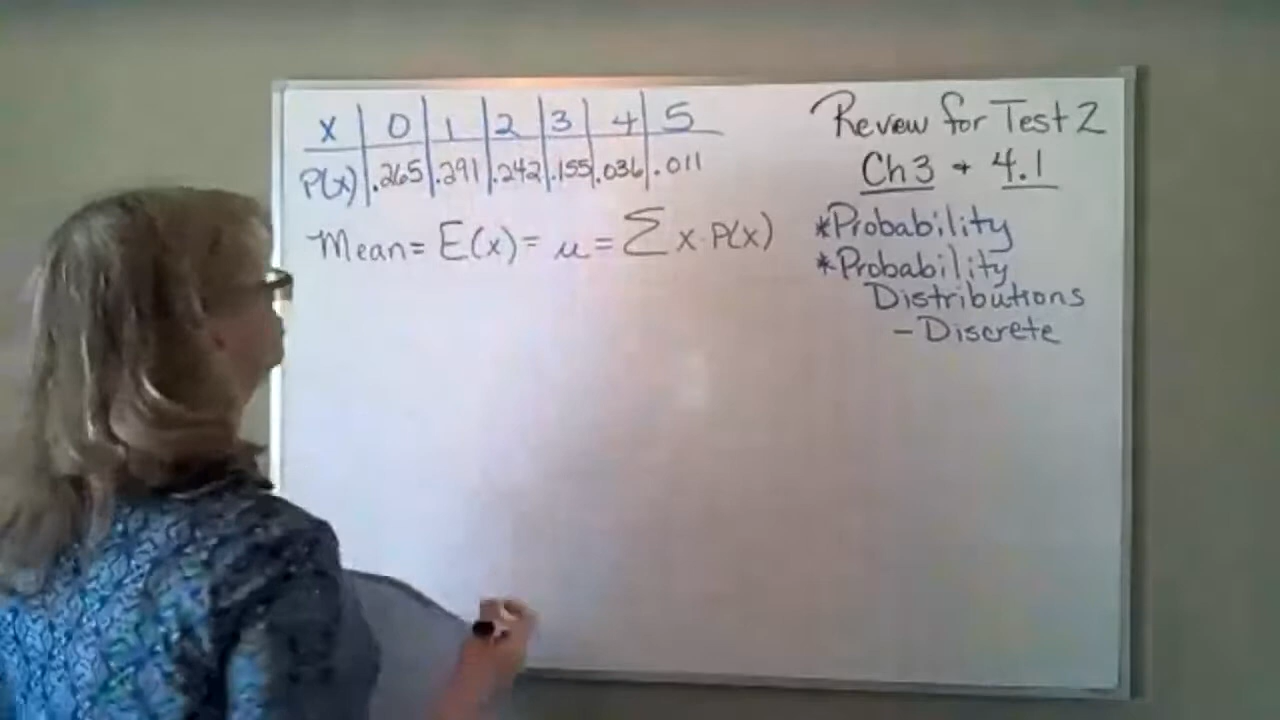 x | 0 | 1 | 2 | 3 | 4 | 5
P(x) | .265 | .291 | .242 | .155 | .036 | .011
Mean = E(x) = μ = Σ x · P(x)
Revew for Test 2
Ch 3 + 4.1
*Probability
*Probability
Distributions
- Discrete